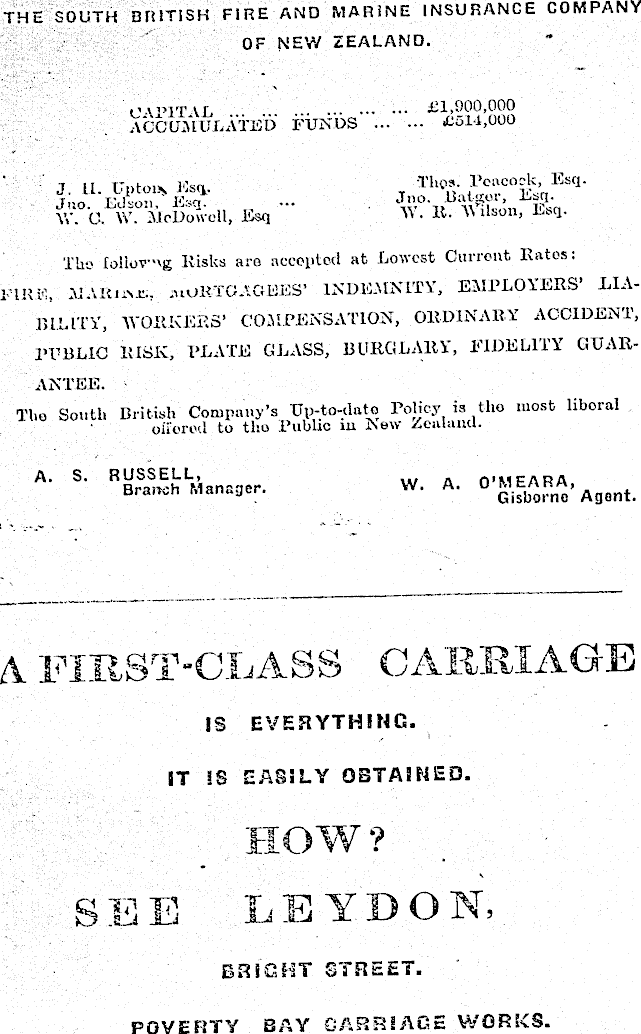 THE SOUTH BRITISH FIRE AND MARINE INSURANCE COMPANY
OF NEW ZEALAND.
CAPITAL ... ... ... ... ... ... £1,900,000
ACCUMULATED FUNDS ... ... £514,000
J. H. Upton, Esq. Thos. Peacock, Esq.
Jno. Edson, Esq. ... Jno. Batger, Esq.
W. C. W. McDowell, Esq W. R. Wilson, Esq.
The following Risks are accepted at Lowest Current Rates:
FIRE, MARINE, MORTGAGEES' INDEMNITY, EMPLOYERS' LIA-
BILITY, WORKERS' COMPENSATION, ORDINARY ACCIDENT,
PUBLIC RISK, PLATE GLASS, BURGLARY, FIDELITY GUAR-
ANTEE.
The South British Company's Up-to-date Policy is the most liberal
offered to the Public in New Zealand.
A. S. RUSSELL, W. A. O'MEARA,
Branch Manager. Gisborne Agent.
A FIRST-CLASS CARRIAGE
IS EVERYTHING.
IT IS EASILY OBTAINED.
HOW?
SEE LEYDON,
BRIGHT STREET.
POVERTY BAY CARRIAGE WORKS.